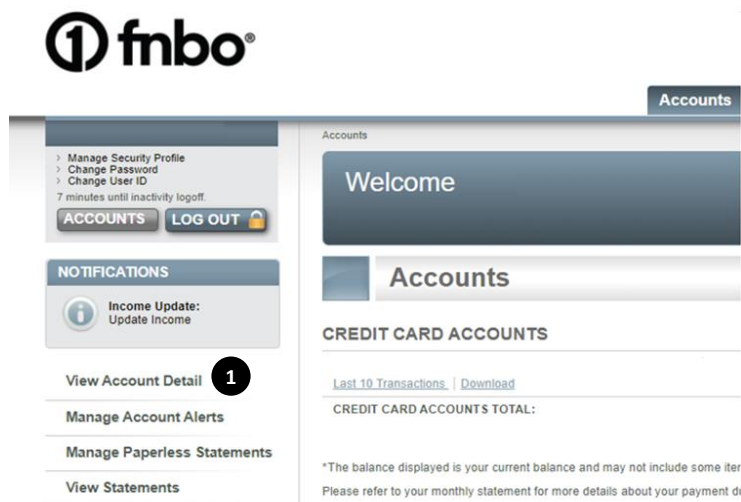 1 fnbo®
Accounts
> Manage Security Profile
> Change Password
> Change User ID
7 minutes until inactivity logoff.
ACCOUNTS LOG OUT
NOTIFICATIONS
Income Update:
Update Income
View Account Detail 1
Manage Account Alerts
Manage Paperless Statements
View Statements
Accounts
Welcome
Accounts
CREDIT CARD ACCOUNTS
Last 10 Transactions | Download
CREDIT CARD ACCOUNTS TOTAL:
*The balance displayed is your current balance and may not include some
Please refer to your monthly statement for more details about your payment